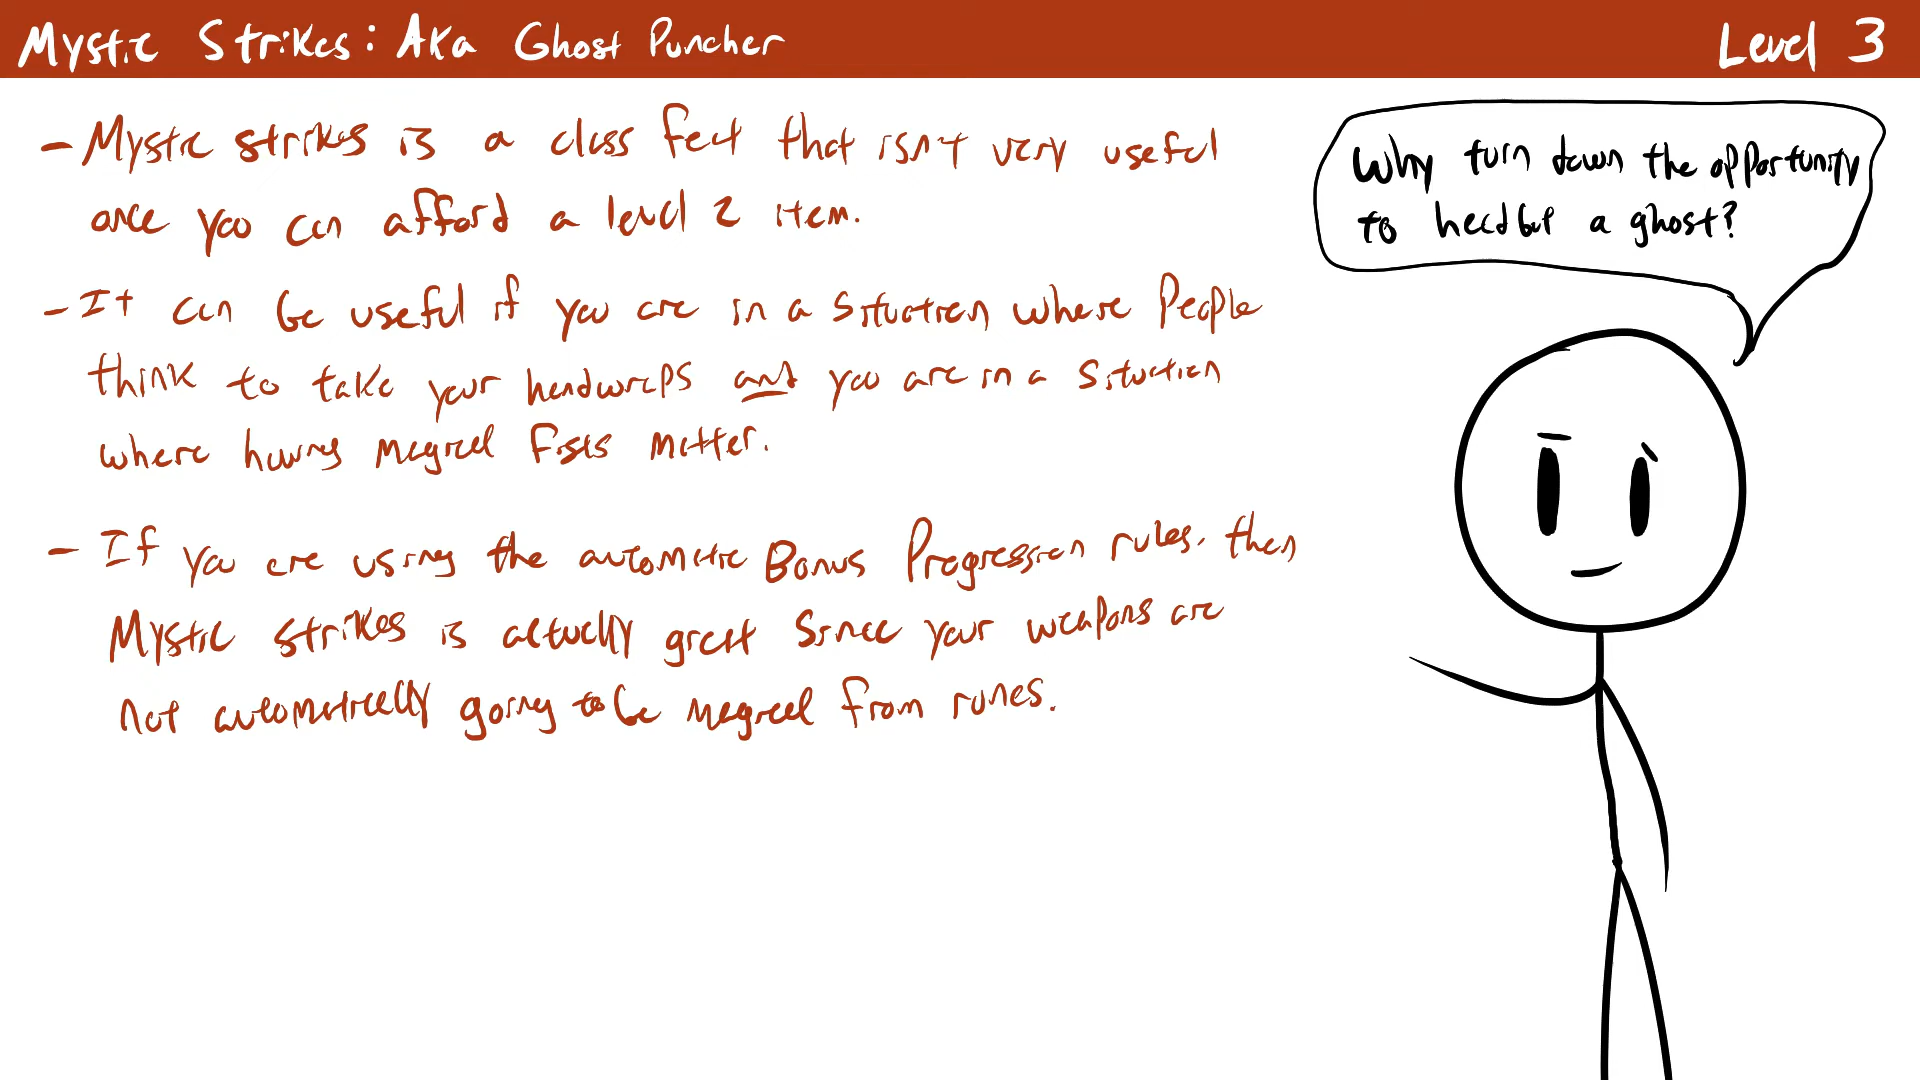 Mystic Strikes: Aka Ghost Puncher
Level 3
- Mystic strikes is a class feat that isn't very useful
once you can afford a level 2 item.
- It can be useful if you are in a situation where People
think to take your handwraps and you are in a situation
where having magical fists matter.
- If you are using the automatic Bonus Progression rules, then
Mystic strikes is actually great since your weapons are
not automatically going to be magical from runes.
Why turn down the opportunity
to headbut a ghost?